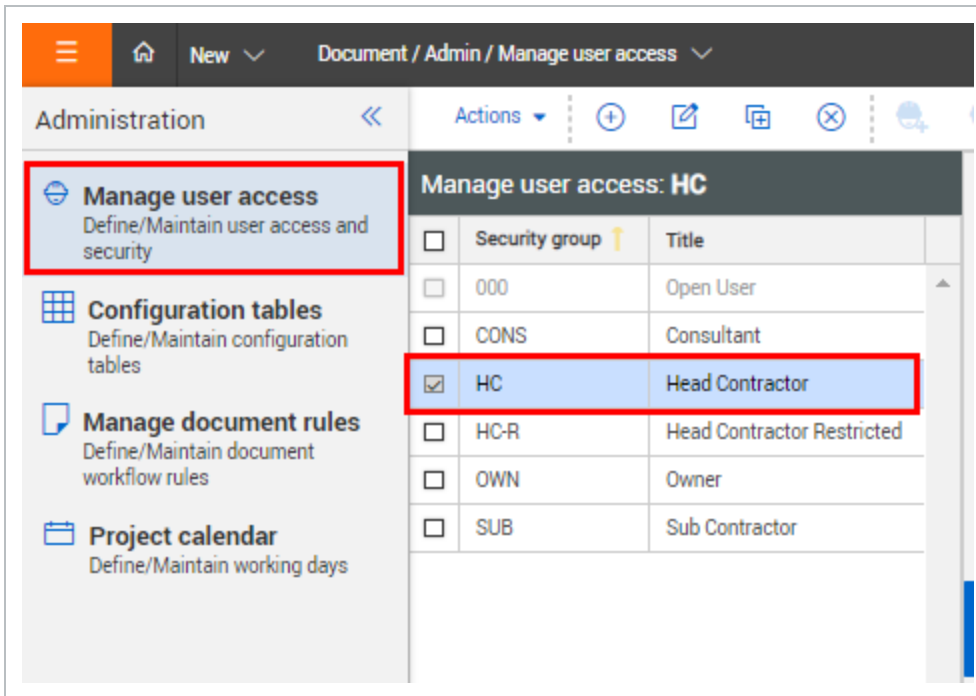 New Document / Admin / Manage user access
Administration
Actions
Manage user access
Define/Maintain user access and
security
Configuration tables
Define/Maintain configuration
tables
Manage document rules
Define/Maintain document
workflow rules
Project calendar
Define/Maintain working days
Manage user access: HC
Security group Title
000 Open User
CONS Consultant
HC Head Contractor
HC-R Head Contractor Restricted
OWN Owner
SUB Sub Contractor